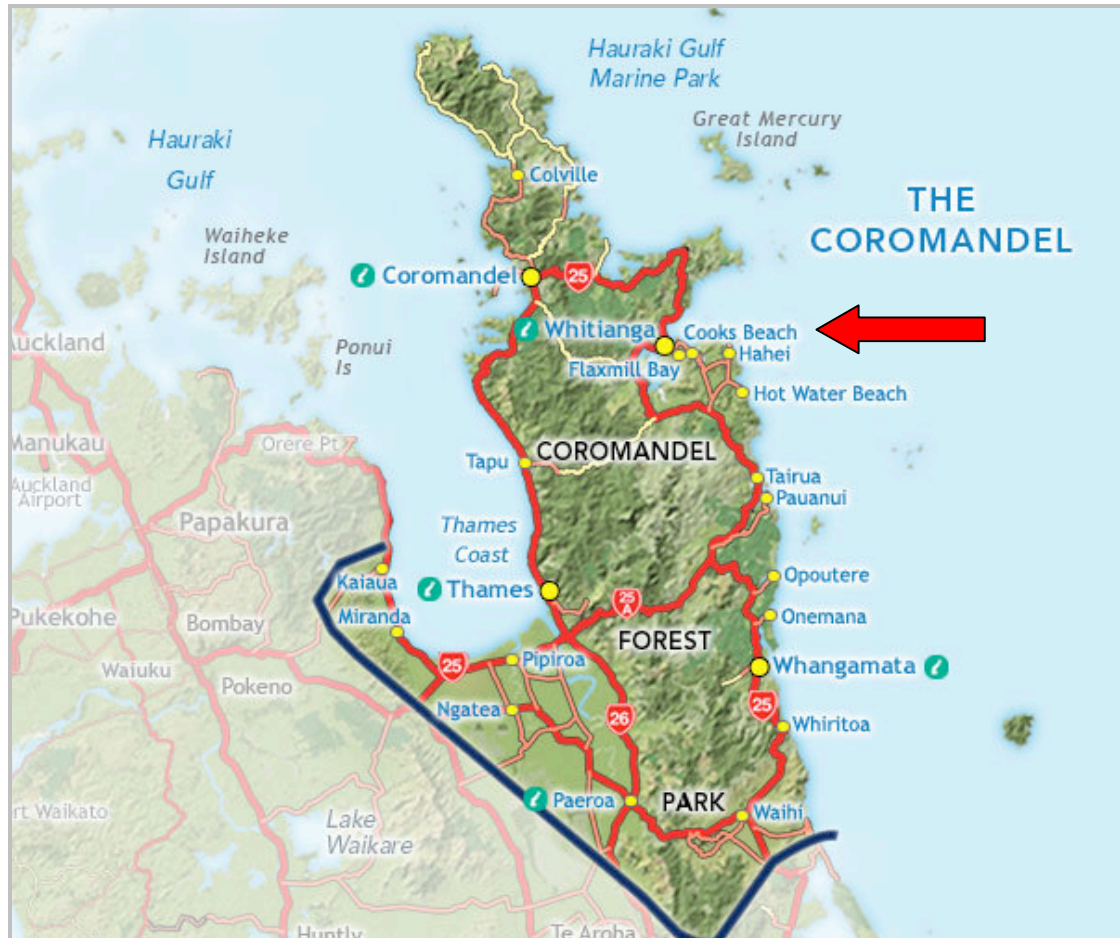 Hauraki Gulf
Marine Park
Great Mercury
Island
Hauraki
Gulf
Colville
THE
COROMANDEL
Waiheke
Island
Coromandel
25
Whitianga
Cooks Beach
Auckland
Ponui
Is
Hahei
Flaxmill Bay
Hot Water Beach
Manukau
Orere Pt
COROMANDEL
Tapu
Tairua
Auckland
Airport
Pauanui
Papakura
Thames
Coast
Kaiaua
Thames
Opoutere
25
A
Pukekohe
Miranda
Bombay
Onemana
FOREST
Waiuku
25
Pipiroa
Whangamata
Pokeno
Ngatea
26
25
Whiritoa
Paeroa
PARK
Waihi
rt Waikato
Lake
Waikare
Huntly
Te Aroha